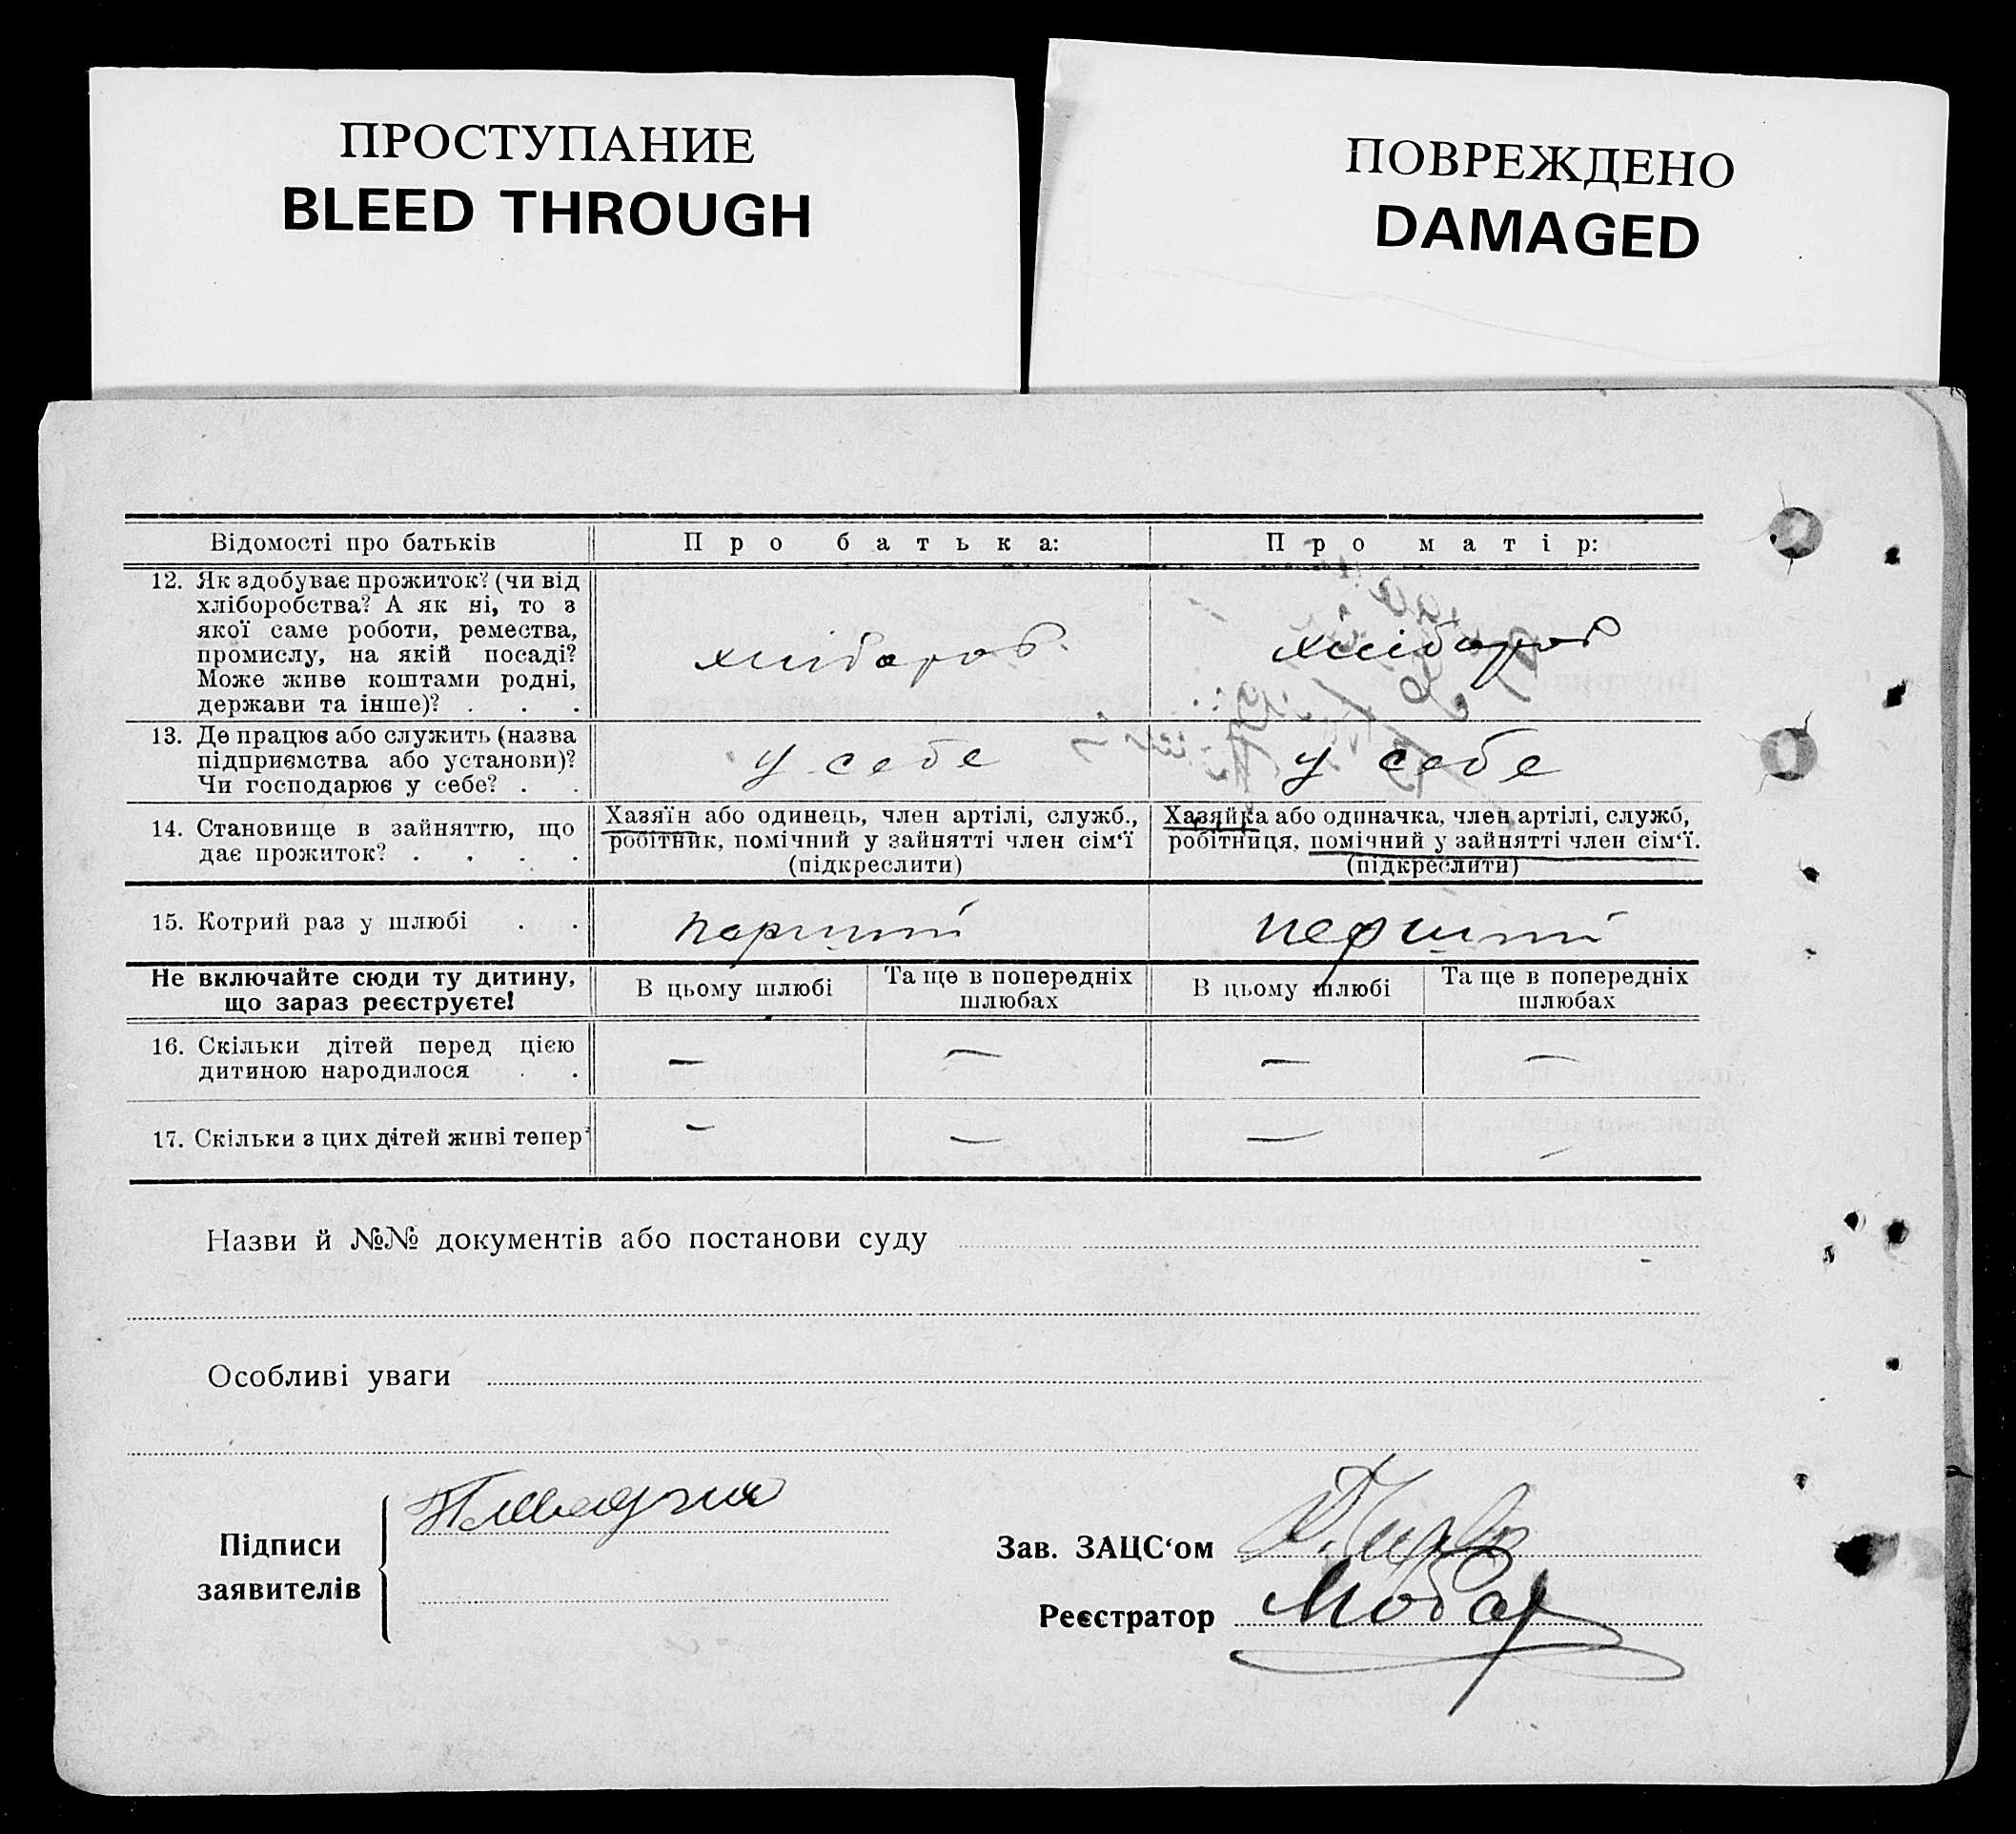 ПРОСТУПАНИЕ
BLEED THROUGH
ПОВРЕЖДЕНО
DAMAGED
Відомості про батьків
Про батька:
Про матір:
12. Як здобуває прожиток? (чи від
хліборобства? А як ні, то з
якої саме роботи, ремества,
промислу, на якій посаді?
Може живе коштами родні,
держави та інше)? . . .
хлібороб
хлібороб
13. Де працює або служить (назва
підприємства або установи)?
Чи господарює у себе? . .
у себе
у себе
14. Становище в зайняттю, що
дає прожиток? . . . .
Хазяїн або одинець, член артілі, служб.,
робітник, помічний у зайнятті член сім‘ї
(підкреслити)
Хазяйка або одиначка, член артілі, служб,
робітниця, помічний у зайнятті член сім‘ї.
(підкреслити)
15. Котрий раз у шлюбі . .
перший
перший
Не включайте сюди ту дитину,
що зараз реєструєте!
В цьому шлюбі
Та ще в попередніх
шлюбах
В цьому шлюбі
Та ще в попередніх
шлюбах
16. Скільки дітей перед цією
дитиною народилося . .
— — — —
17. Скільки з цих дітей живі тепер?
— — — —
Назви й №№ документів або постанови суду
Особливі уваги
Підписи
заявителів
Зав. ЗАЦС‘ом
Реєстратор